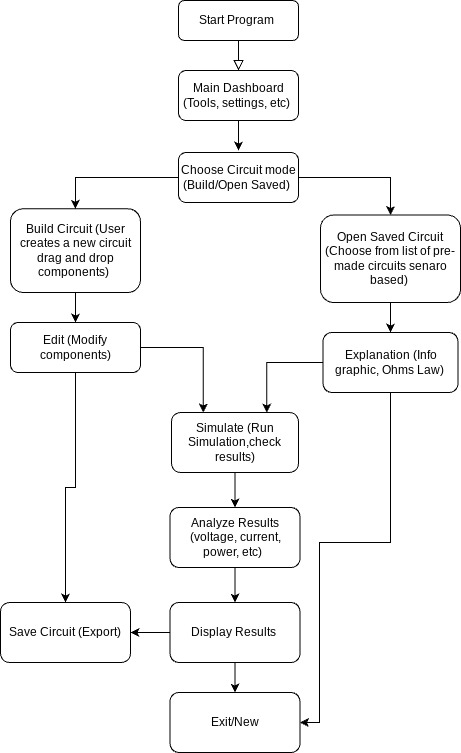 Start Program
Main Dashboard
(Tools, settings, etc)
Choose Circuit mode
(Build/Open Saved)
Build Circuit (User
creates a new circuit
drag and drop
components)
Open Saved Circuit
(Choose from list of pre-
made circuits senaro
based)
Edit (Modify
components)
Explanation (Info
graphic, Ohms Law)
Simulate (Run
Simulation,check
results)
Analyze Results
(voltage, current,
power, etc)
Save Circuit (Export)
Display Results
Exit/New